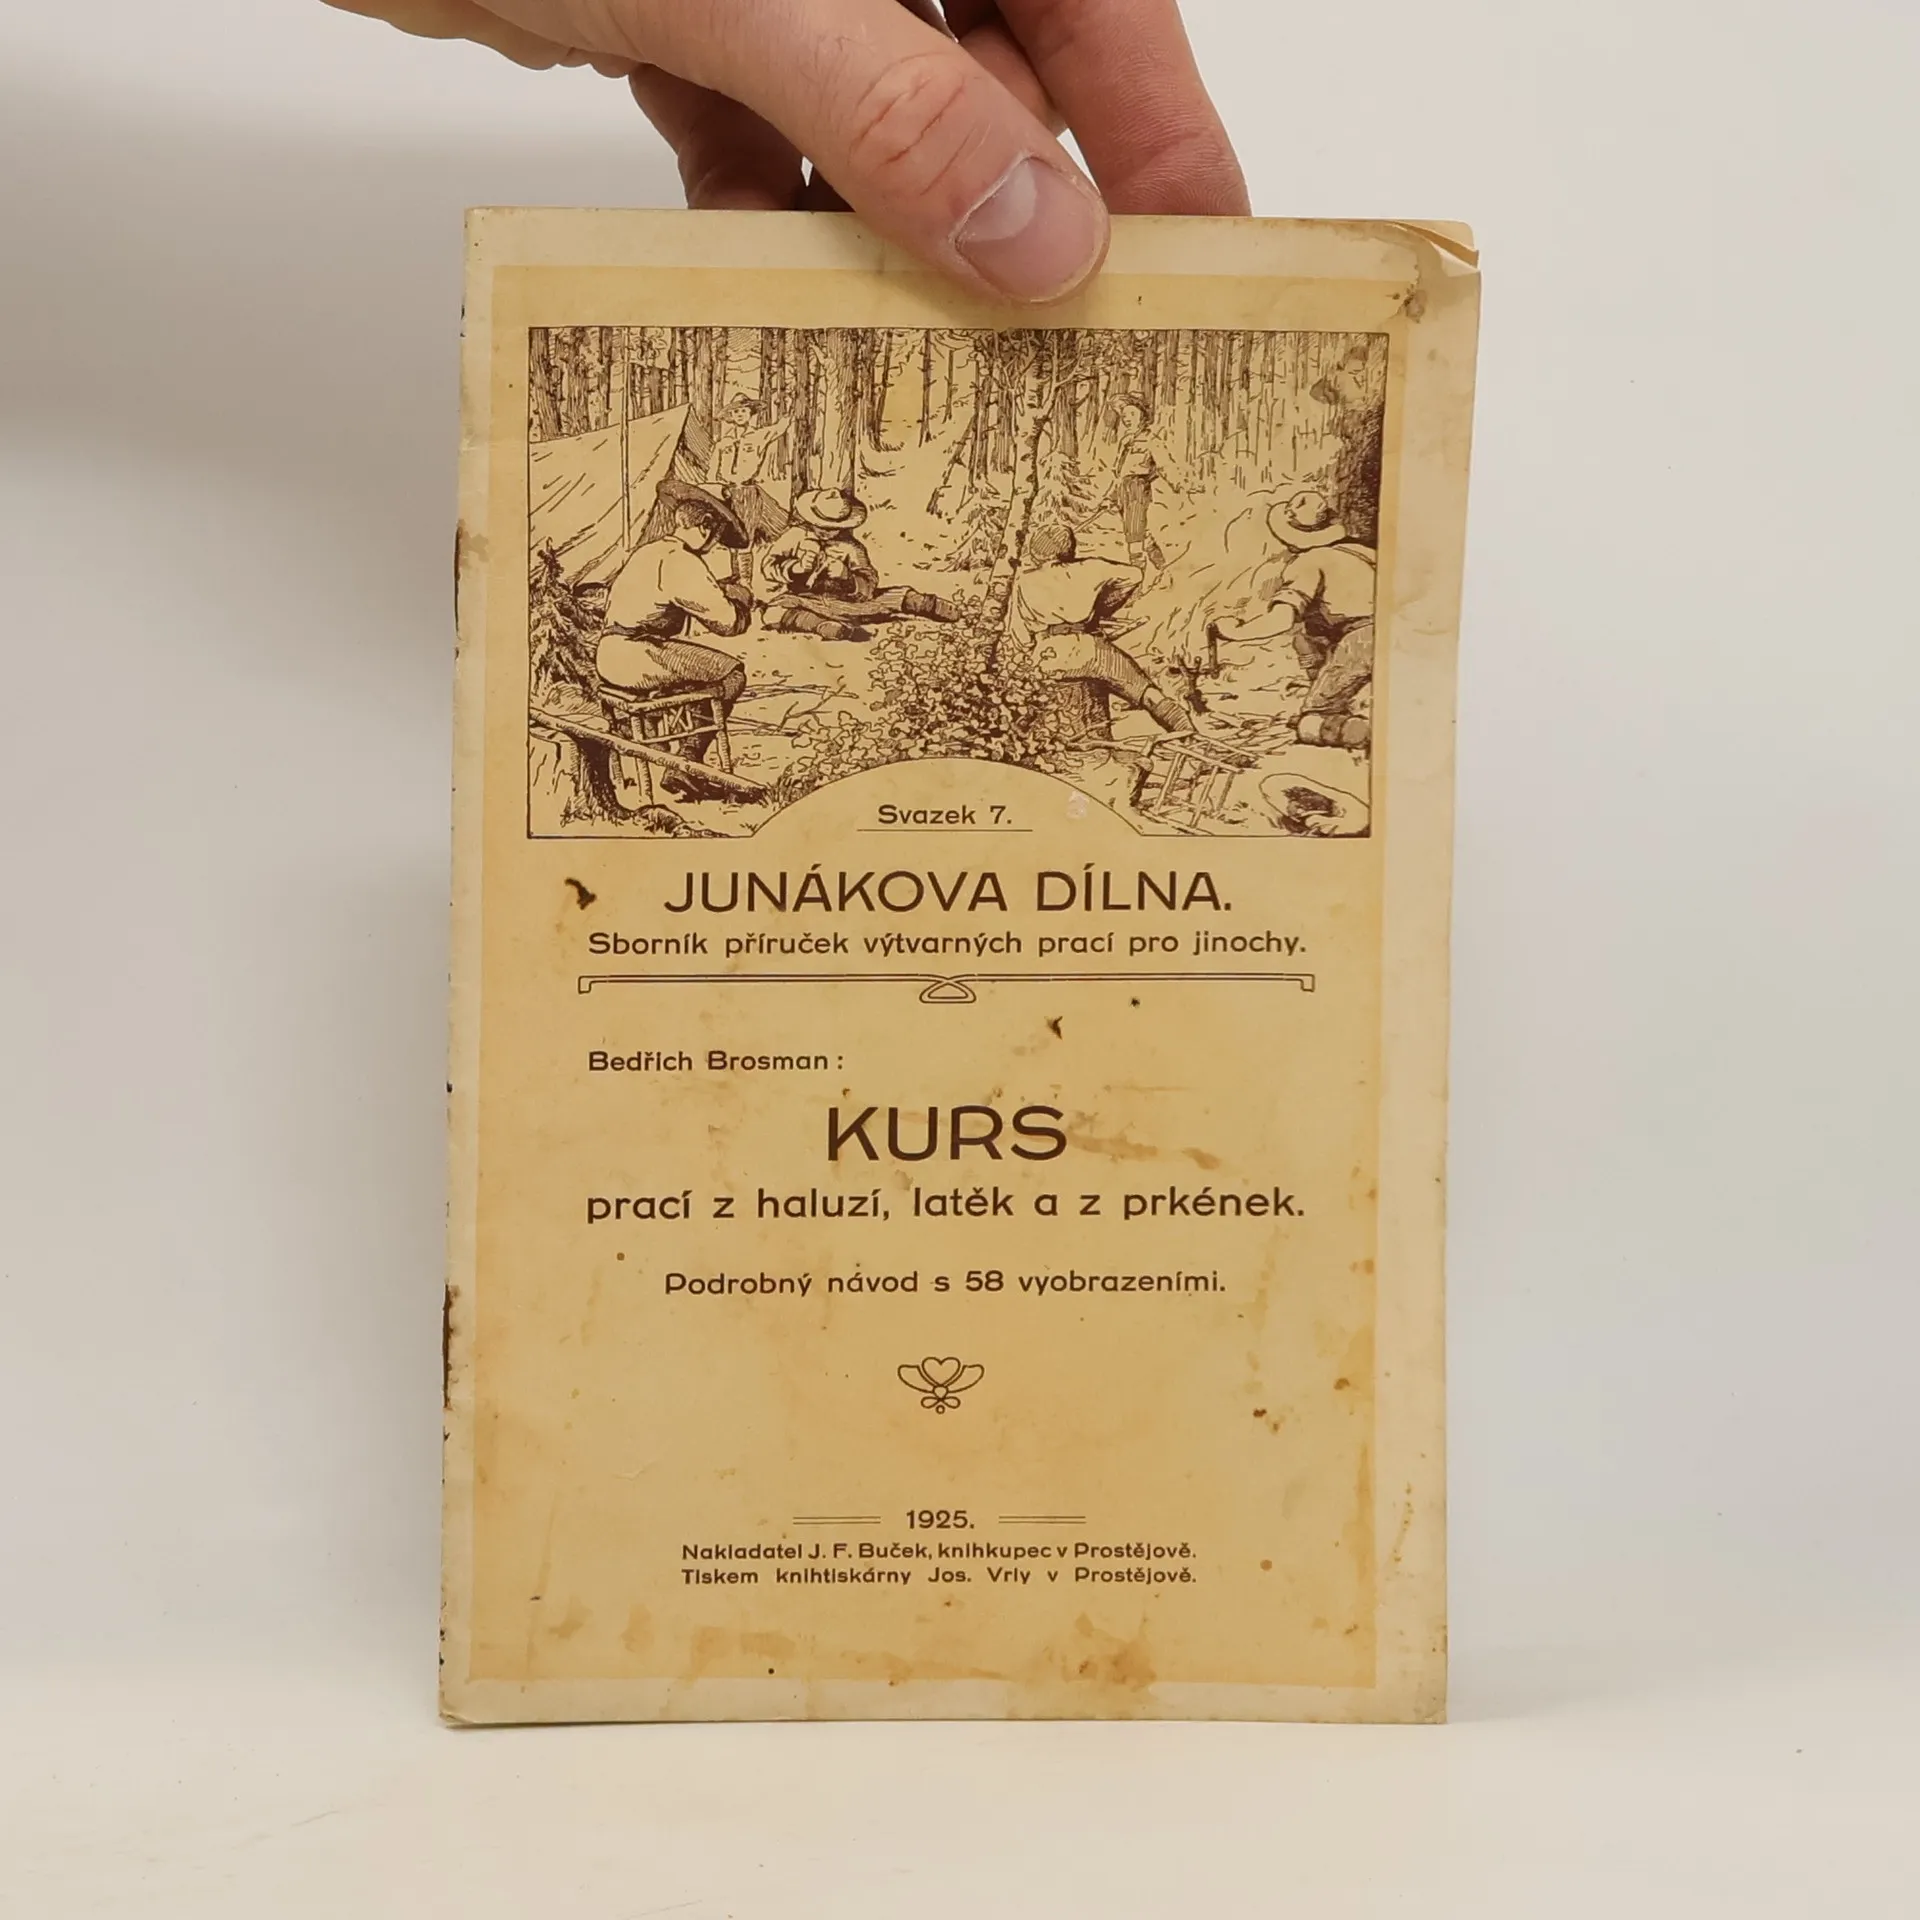 Svazek 7.
JUNÁKOVA DÍLNA.
Sborník příruček výtvarných prací pro jinochy.
Bedřich Brosman:
KURS
prací z haluzí, latěk a z prkének.
Podrobný návod s 58 vyobrazeními.
1925.
Nakladatel J. F. Buček, knihkupec v Prostějově.
Tiskem knihtiskárny Jos. Vrly v Prostějově.